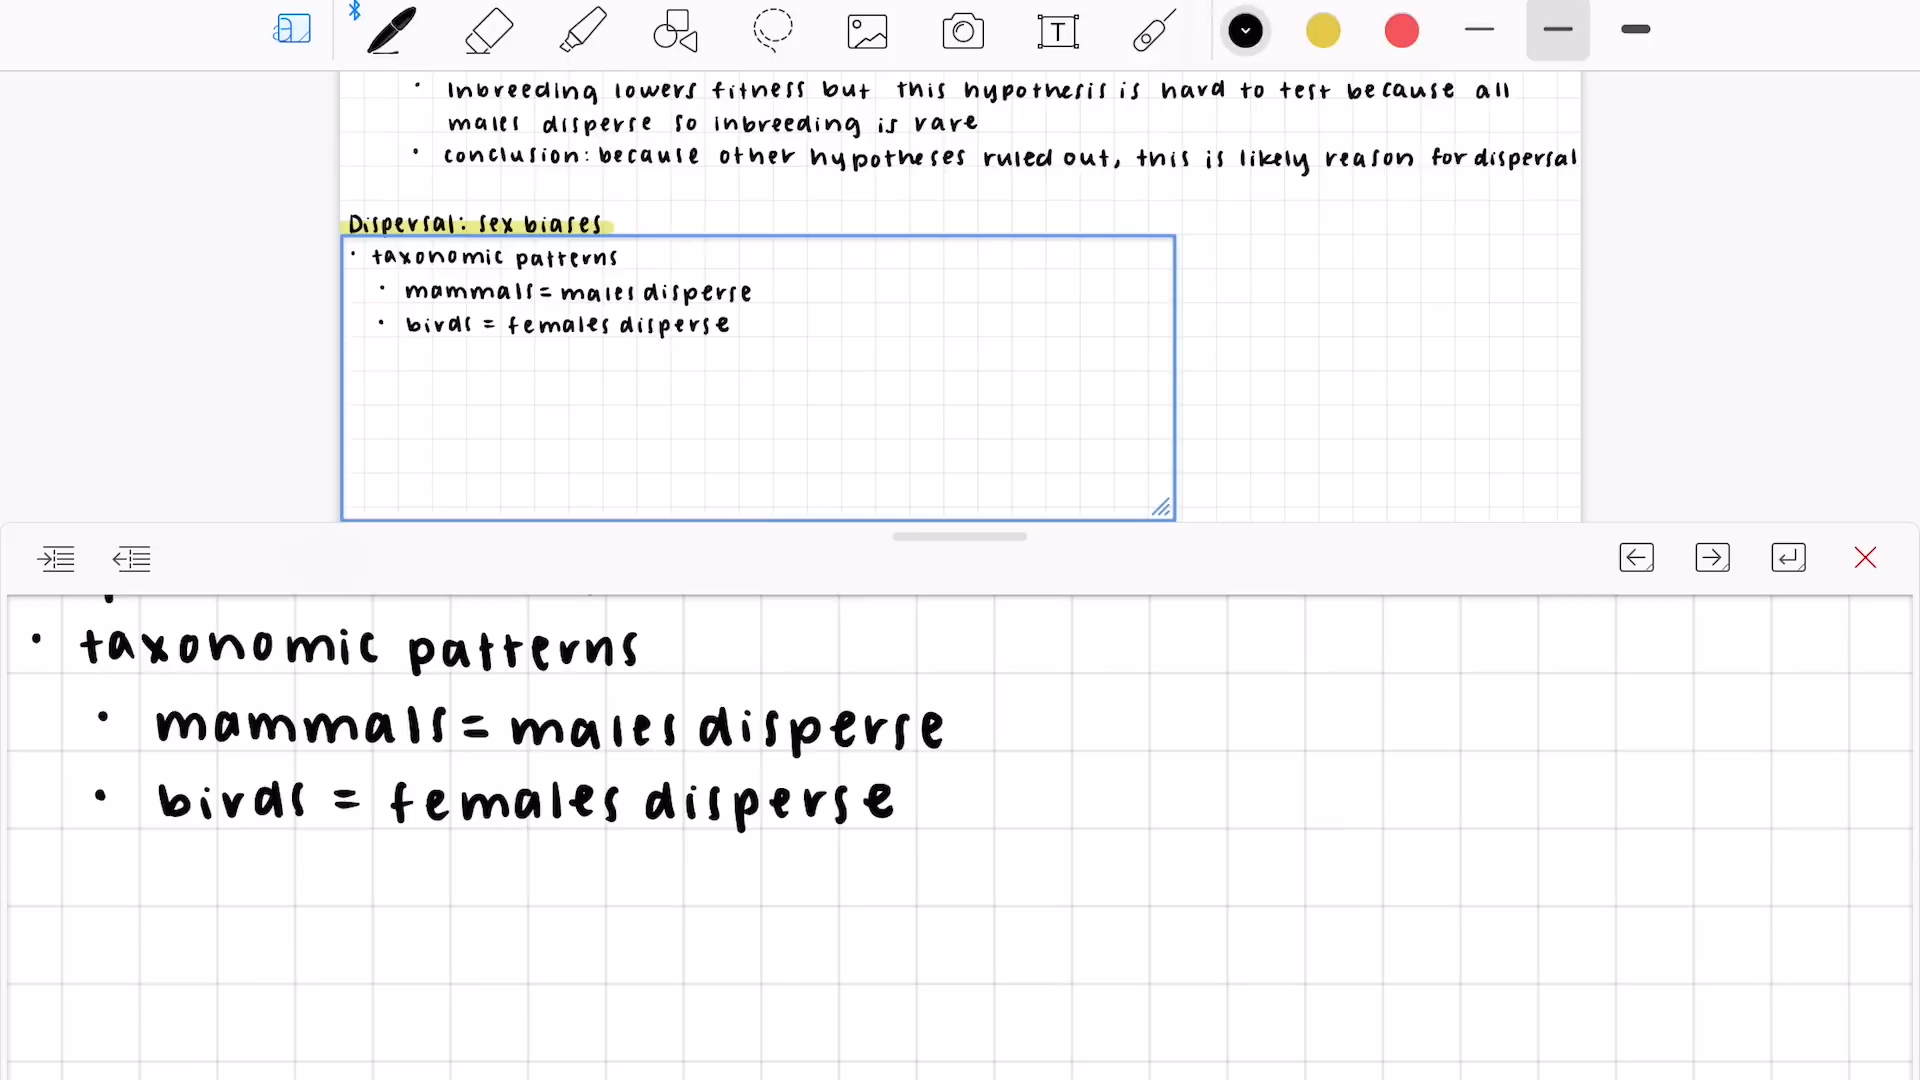 T
• Inbreeding lowers fitness but this hypothesis is hard to test because all
males disperse so inbreeding is rare
• conclusion: because other hypotheses ruled out, this is likely reason for dispersal
Dispersal: sex biases
• taxonomic patterns
• mammals = males disperse
• birds = females disperse
• taxonomic patterns
• mammals = males disperse
• birds = females disperse